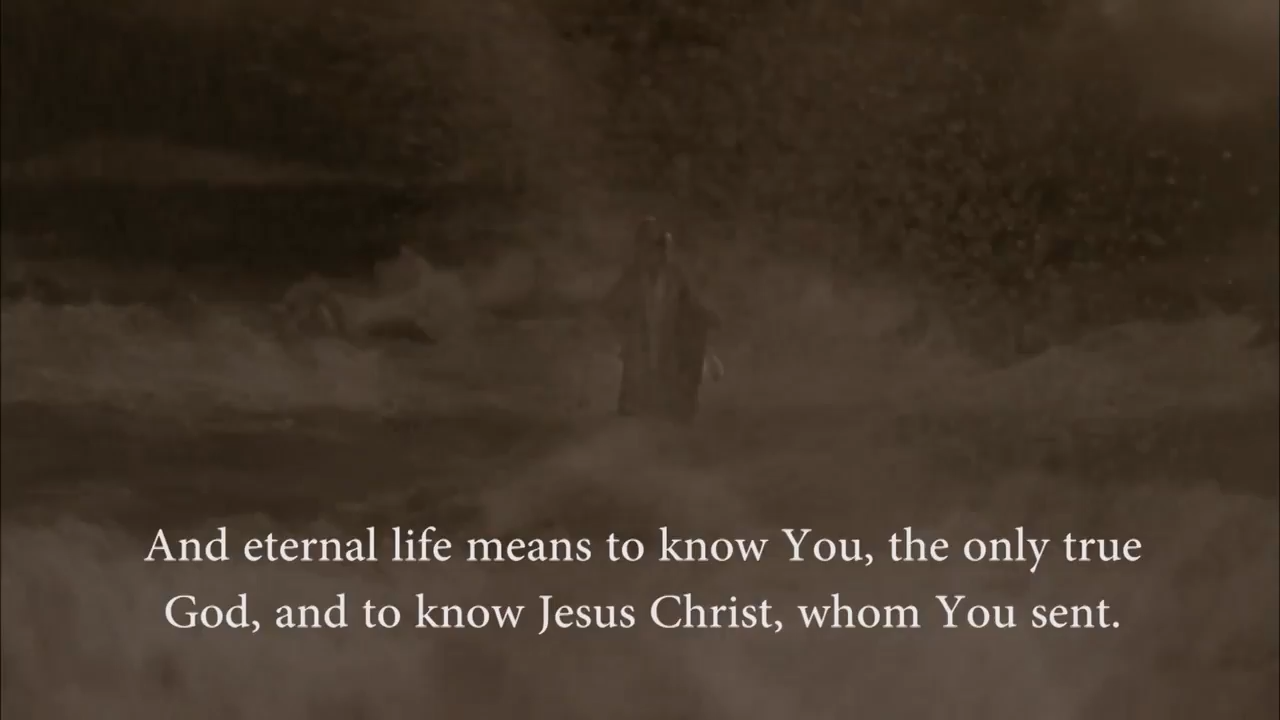 And eternal life means to know You, the only true
God, and to know Jesus Christ, whom You sent.